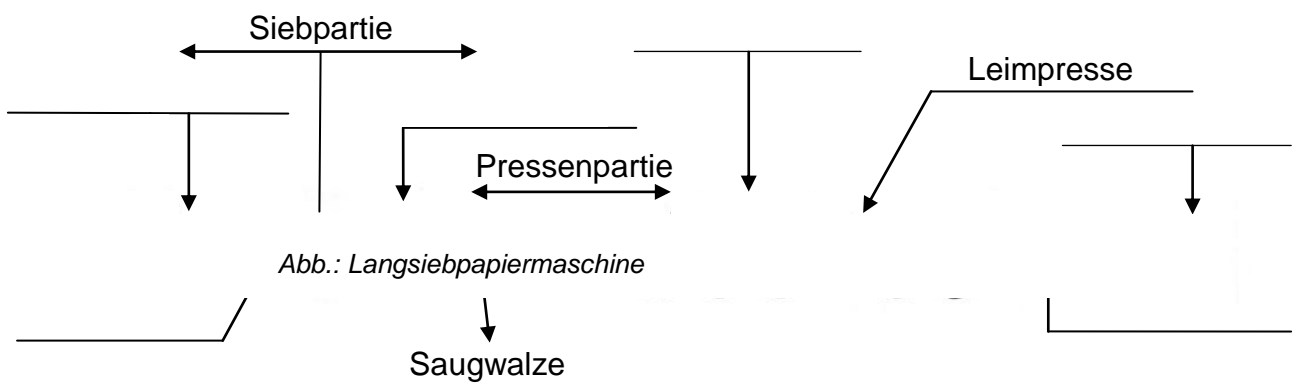 Siebpartie
Leimpresse
Pressenpartie
Abb.: Langsiebpapiermaschine
Saugwalze